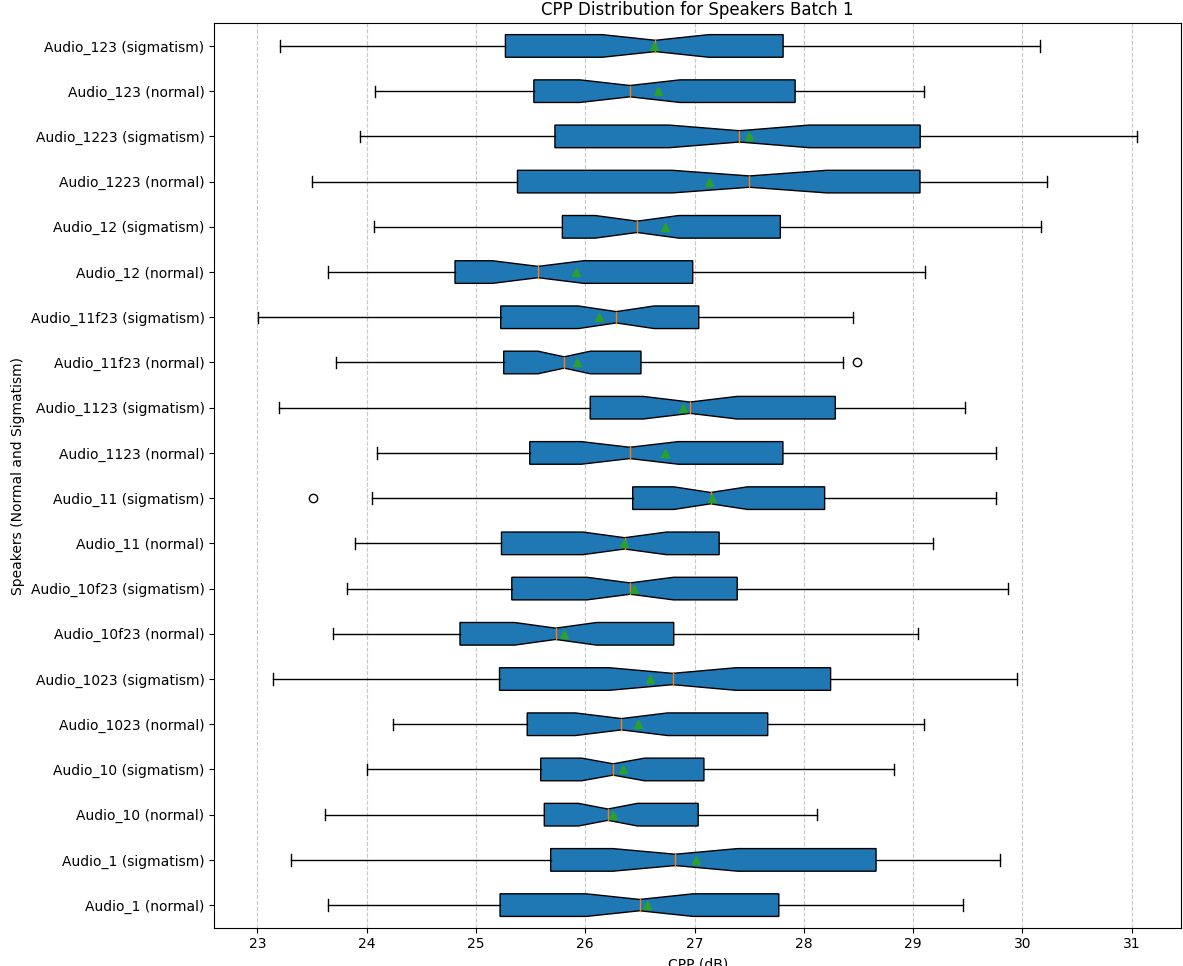 CPP Distribution for Speakers Batch 1
Speakers (Normal and Sigmatism)
Audio_123 (sigmatism)
Audio_123 (normal)
Audio_1223 (sigmatism)
Audio_1223 (normal)
Audio_12 (sigmatism)
Audio_12 (normal)
Audio_11f23 (sigmatism)
Audio_11f23 (normal)
Audio_1123 (sigmatism)
Audio_1123 (normal)
Audio_11 (sigmatism)
Audio_11 (normal)
Audio_10f23 (sigmatism)
Audio_10f23 (normal)
Audio_1023 (sigmatism)
Audio_1023 (normal)
Audio_10 (sigmatism)
Audio_10 (normal)
Audio_1 (sigmatism)
Audio_1 (normal)
23 24 25 26 27 28 29 30 31
CPP (dB)